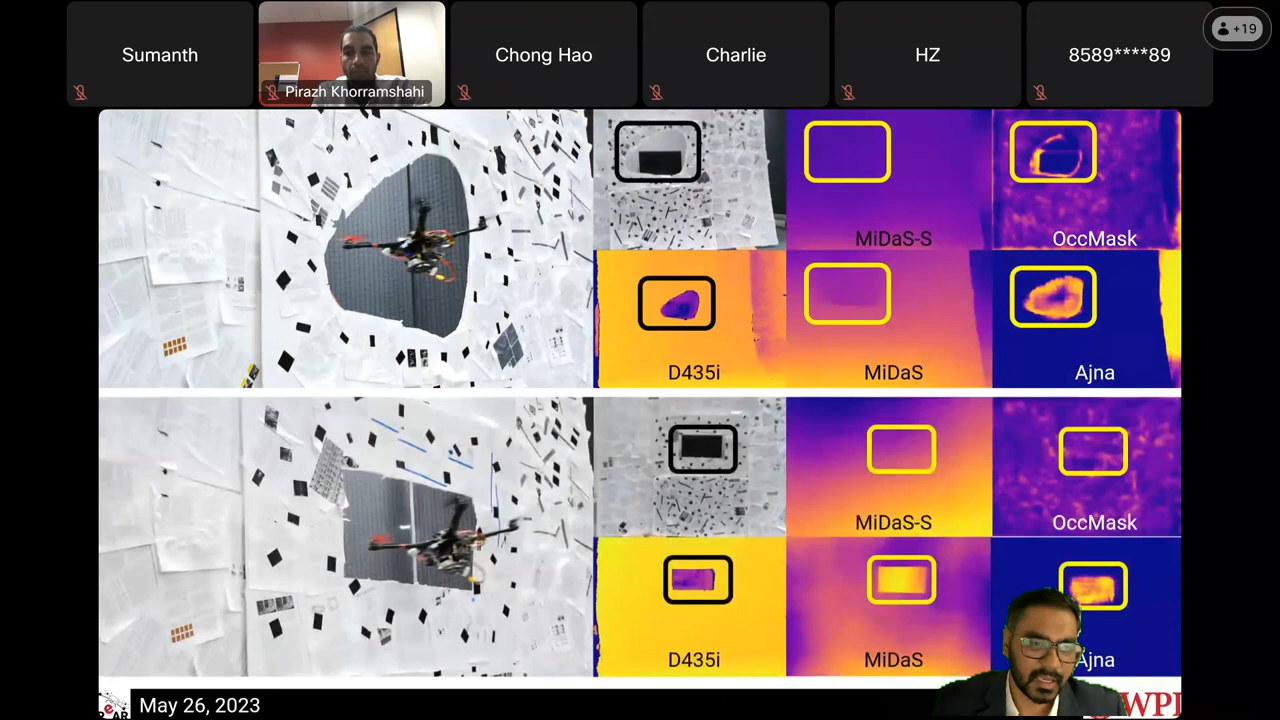 Sumanth
Pirazh Khorramshahi
Chong Hao
Charlie
HZ
8589****89
+19
MiDaS-S
OccMask
D435i
MiDaS
Ajna
MiDaS-S
OccMask
D435i
MiDaS
Ajna
May 26, 2023
WPI